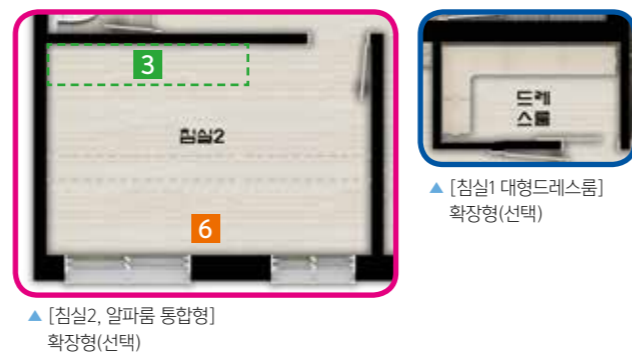 3
침실2
6
▲ [침실2, 알파룸 통합형]
확장형(선택)
드레
스룸
▲ [침실1 대형드레스룸]
확장형(선택)